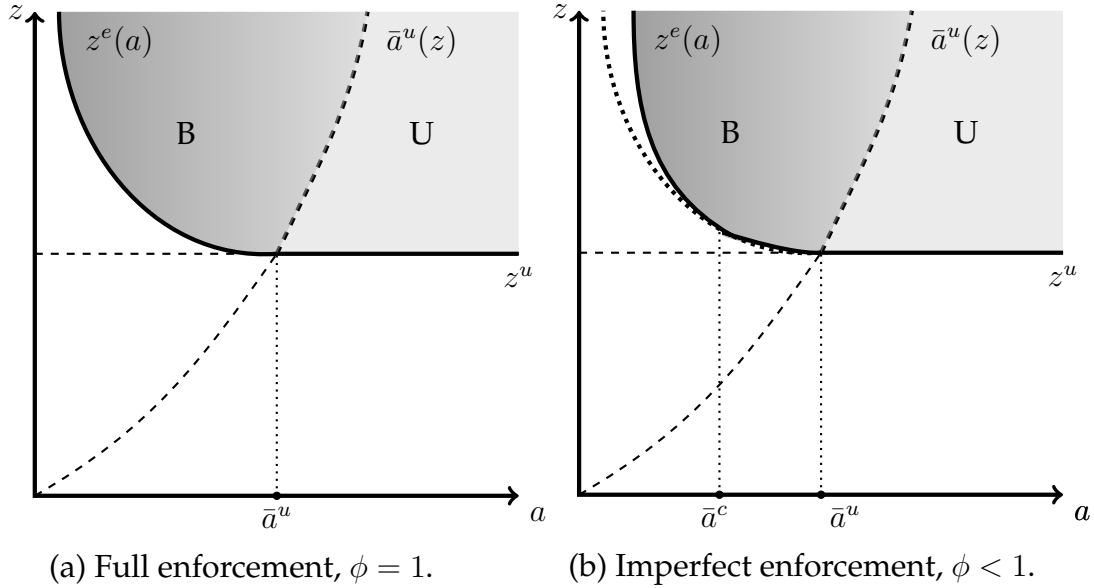 z
z^e(a)
ā^u(z)
B
U
z^u
ā^u
a
(a) Full enforcement, ϕ = 1.
z
z^e(a)
ā^u(z)
B
U
z^u
ā^c
ā^u
a
(b) Imperfect enforcement, ϕ < 1.